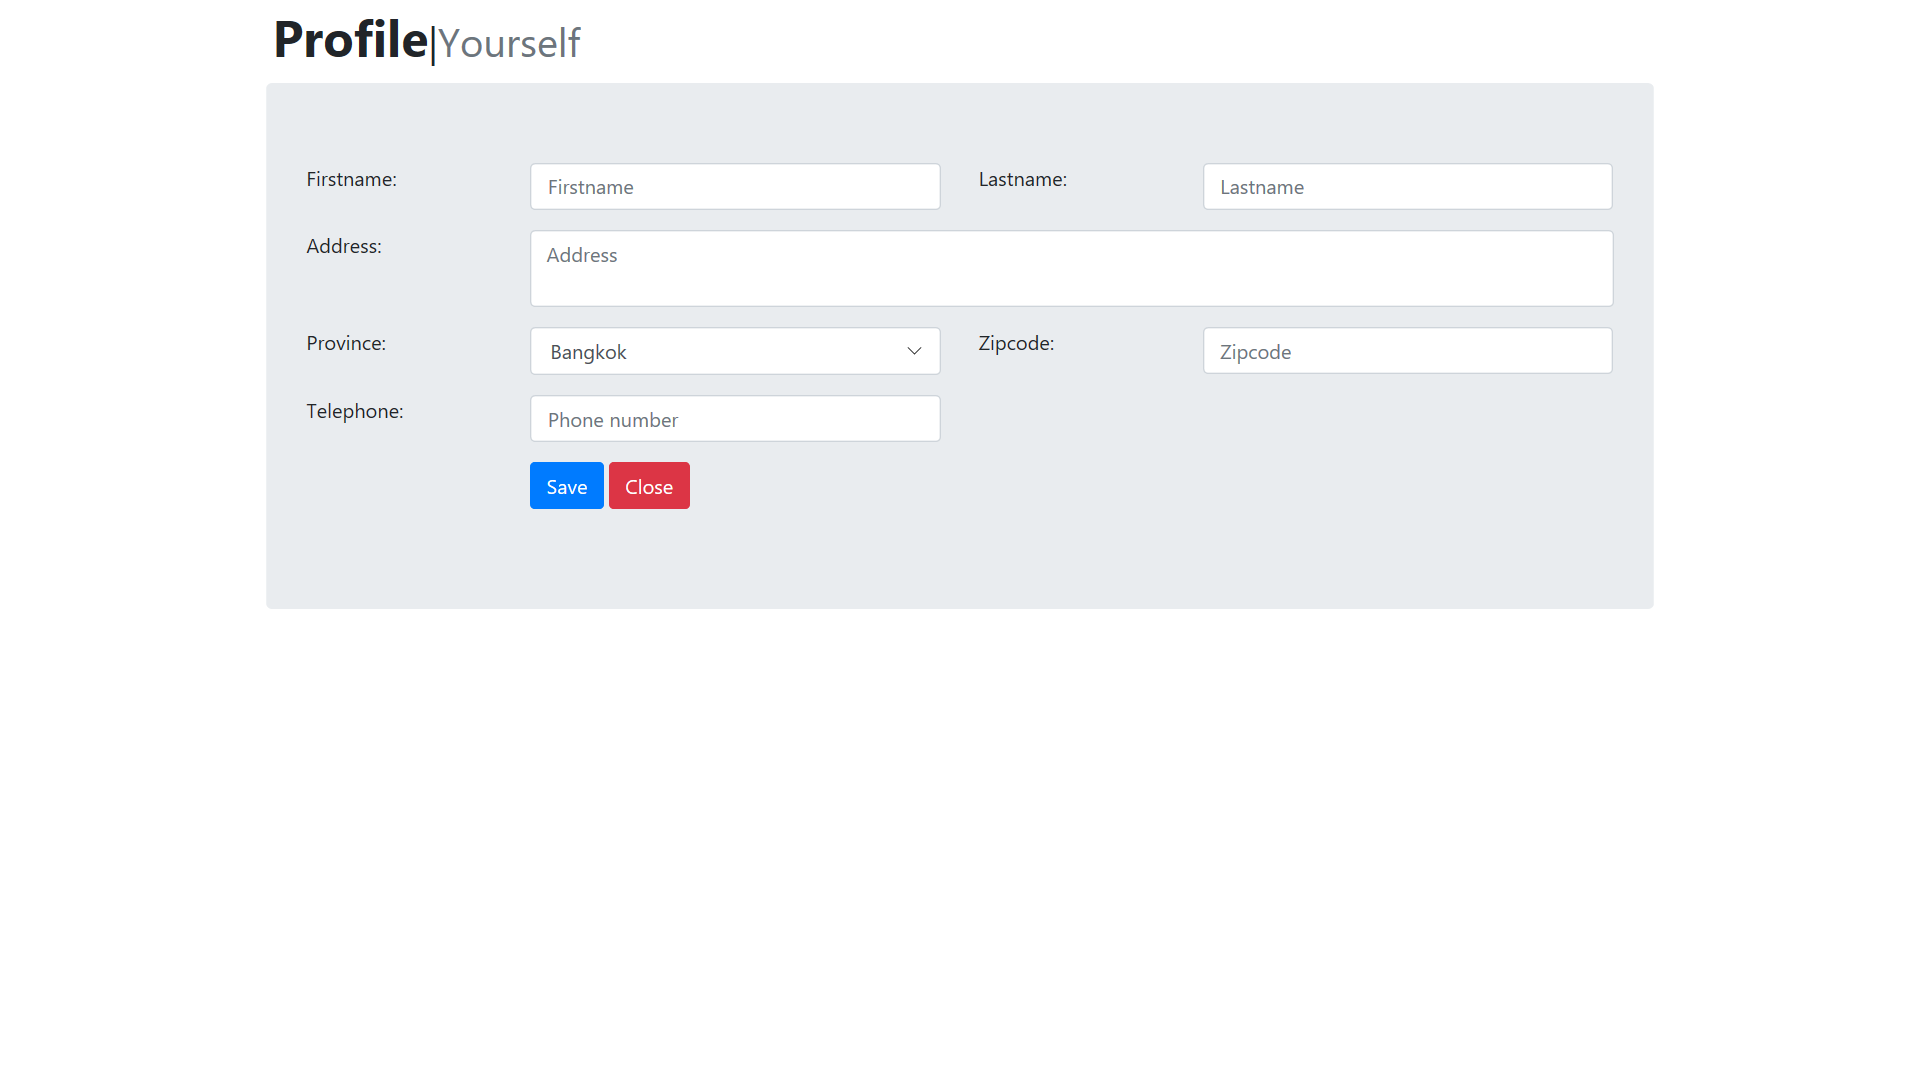 Profile|Yourself
Firstname: Firstname Lastname: Lastname
Address: Address
Province: Bangkok Zipcode: Zipcode
Telephone: Phone number
Save Close